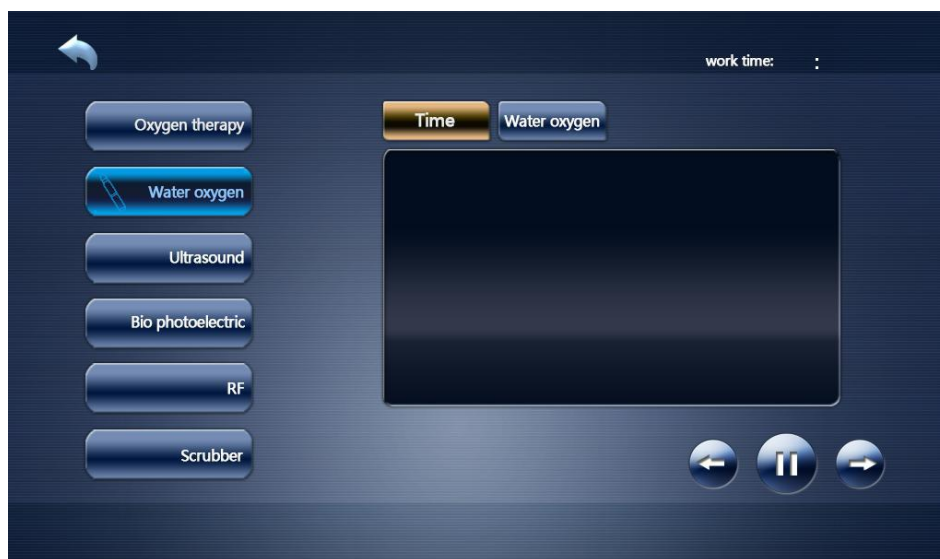 work time: :
Oxygen therapy
Time
Water oxygen
Water oxygen
Ultrasound
Bio photoelectric
RF
Scrubber